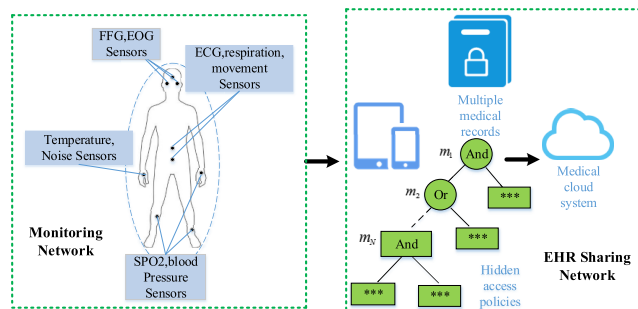 FFG,EOG
Sensors
ECG,respiration,
movement
Sensors
Temperature,
Noise Sensors
Monitoring
Network
SPO2,blood
Pressure
Sensors
Multiple
medical
records
m1
And
Medical
cloud
system
m2
Or
***
mN
And
***
***
***
Hidden
access
policies
EHR Sharing
Network